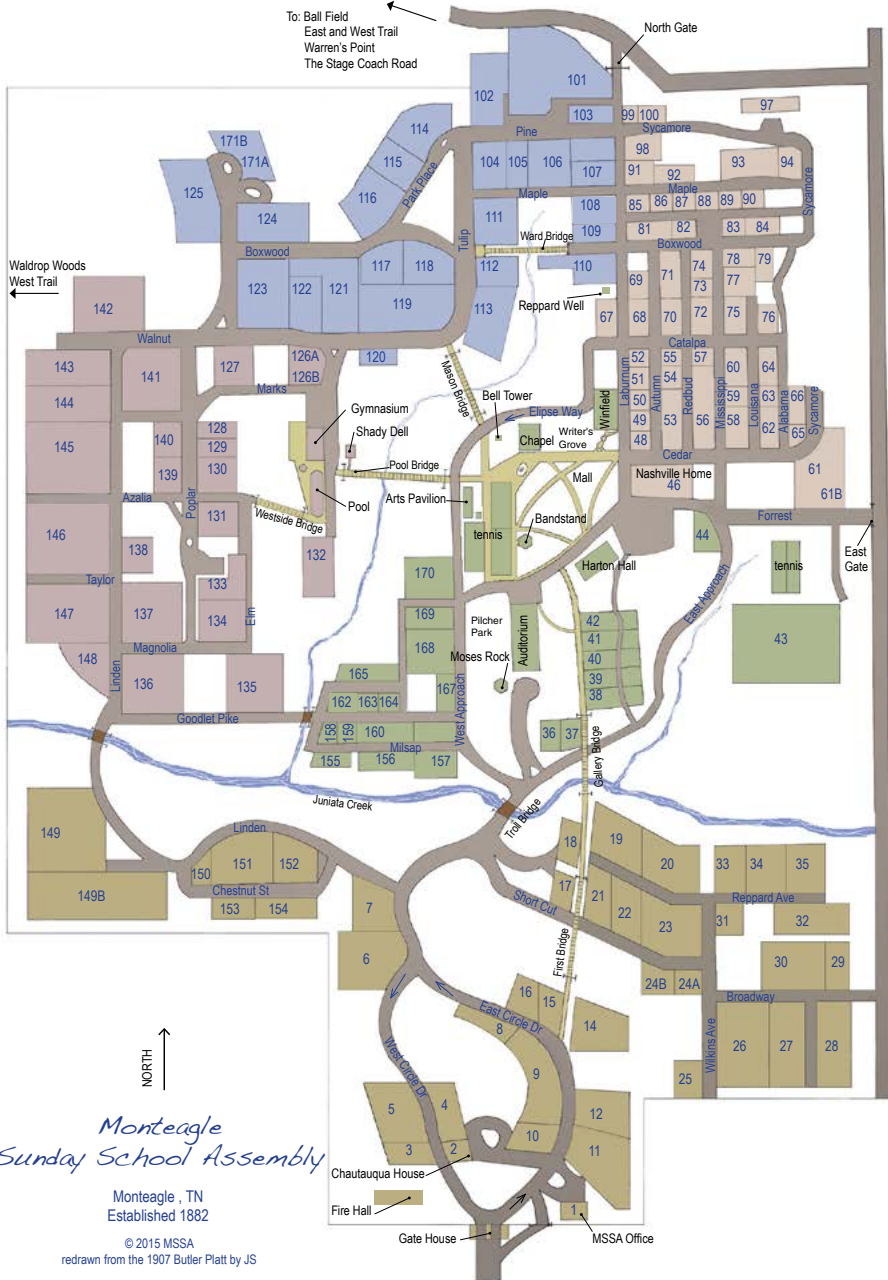 To: Ball Field
East and West Trail
Warren's Point
The Stage Coach Road
North Gate
101
102
103
99
100
97
Pine
Sycamore
114
171B
171A
115
116
Park Place
104
105
106
107
98
91
92
93
94
125
124
Maple
Maple
111
108
85
86
87
88
89
90
Sycamore
Tulip
Ward Bridge
109
81
82
83
84
Boxwood
Boxwood
117
118
112
110
69
71
74
73
78
77
79
Waldrop Woods
West Trail
123
122
121
119
113
Reppard Well
142
67
68
70
72
75
76
Walnut
Catalpa
143
141
127
126A
126B
120
Mason Bridge
52
55
57
60
64
144
Marks
51
54
Laburnum
Autumn
Redbud
Mississippi
Lousiana
Alabama
Sycamore
Gymnasium
Bell Tower
Elipse Way
Winfield
50
59
63
66
145
140
128
129
130
Shady Dell
Chapel
Writer's
Grove
49
48
53
56
58
62
65
139
Pool Bridge
Cedar
Mall
Nashville Home
46
61
61B
Azalia
Poplar
Pool
Arts Pavilion
Westside Bridge
131
Bandstand
Forrest
146
tennis
44
East
Gate
138
132
Harton Hall
tennis
Taylor
133
170
East Approach
147
137
134
Elm
169
Pilcher
Park
Auditorium
42
41
40
39
38
43
168
Magnolia
148
Linden
136
135
165
Moses Rock
167
162
163
164
West Approach
Goodlet Pike
158
159
160
36
37
Milsap
155
156
157
Gallery Bridge
Juniata Creek
Troll Bridge
149
Linden
150
151
152
18
19
20
33
34
35
149B
Chestnut St
153
154
7
17
Short Cut
21
22
23
Reppard Ave
31
32
6
First Bridge
30
29
24B
24A
16
15
Broadway
East Circle Dr
8
14
Wilkins Ave
26
27
28
NORTH
West Circle Dr
9
25
5
4
12
10
11
3
2
Chautauqua House
Monteagle
Sunday School Assembly
Monteagle , TN
Established 1882
Fire Hall
1
Gate House
MSSA Office
© 2015 MSSA
redrawn from the 1907 Butler Platt by JS